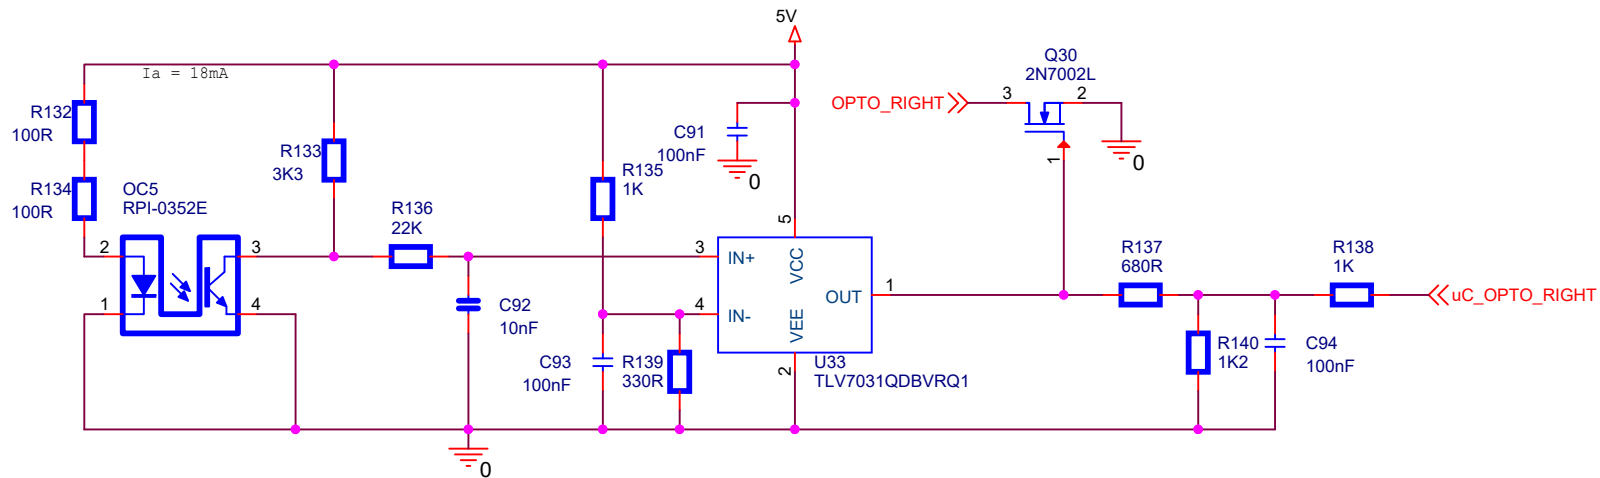 5V
Ia = 18mA
Q30
2N7002L
OPTO_RIGHT
3
2
1
0
R132
100R
R133
3K3
C91
100nF
0
R135
1K
R134
100R
OC5
RPI-0352E
R136
22K
2
3
1
4
5
3
IN+
VCC
4
IN-
VEE
OUT
1
2
U33
TLV7031QDBVRQ1
C92
10nF
C93
100nF
R139
330R
R137
680R
R138
1K
uC_OPTO_RIGHT
R140
1K2
C94
100nF
0